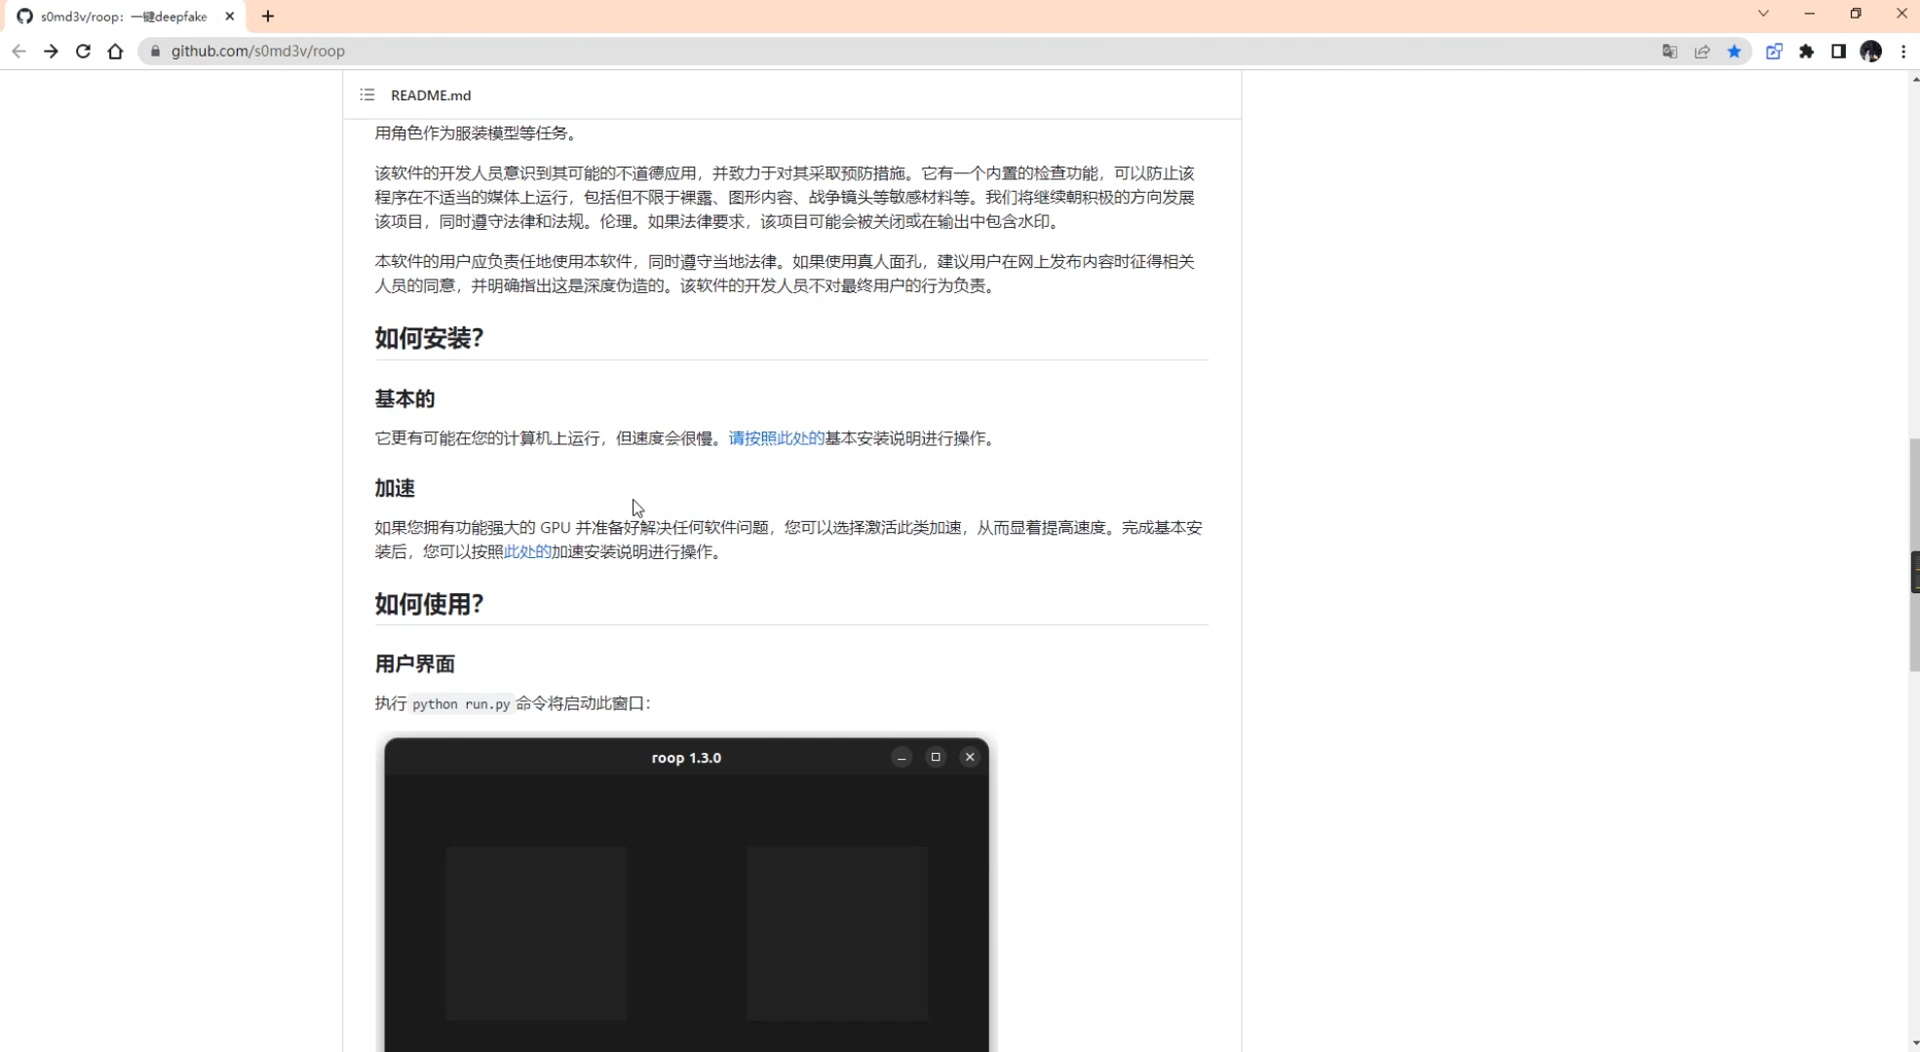 s0md3v/roop: 一键deepfake
github.com/s0md3v/roop
README.md
用角色作为服装模型等任务。
该软件的开发人员意识到其可能的不道德应用，并致力于对其采取预防措施。它有一个内置的检查功能，可以防止该
程序在不适当的媒体上运行，包括但不限于裸露、图形内容、战争镜头等敏感材料等。我们将继续朝积极的方向发展
该项目，同时遵守法律和法规。伦理。如果法律要求，该项目可能会被关闭或在输出中包含水印。
本软件的用户应负责任地使用本软件，同时遵守当地法律。如果使用真人面孔，建议用户在网上发布内容时征得相关
人员的同意，并明确指出这是深度伪造的。该软件的开发人员不对最终用户的行为负责。
如何安装?
基本的
它更有可能在您的计算机上运行，但速度会很慢。请按照此处的基本安装说明进行操作。
加速
如果您拥有功能强大的 GPU 并准备好解决任何软件问题，您可以选择激活此类加速，从而显着提高速度。完成基本安
装后，您可以按照此处的加速安装说明进行操作。
如何使用?
用户界面
执行 python run.py 命令将启动此窗口：
roop 1.3.0